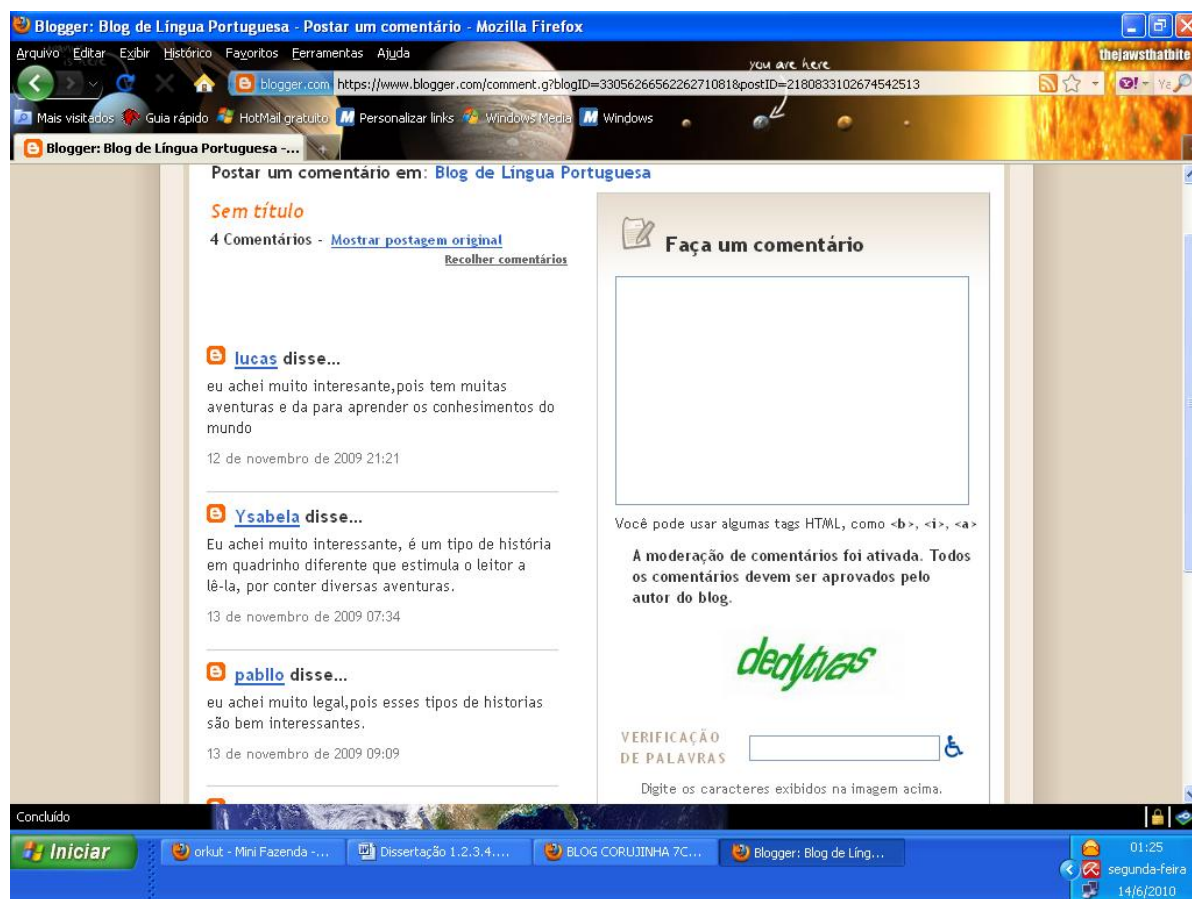 Blogger: Blog de Língua Portuguesa - Postar um comentário - Mozilla Firefox
Arquivo Editar Exibir Histórico Favoritos Ferramentas Ajuda
you are here
thejawsthatbite
blogger.com https://www.blogger.com/comment.g?blogID=3305626656226271081&postID=2180833102674542513
Mais visitados Guia rápido HotMail gratuito Personalizar links Windows Media Windows
Blogger: Blog de Língua Portuguesa -...
Postar um comentário em: Blog de Língua Portuguesa
Sem título
4 Comentários - Mostrar postagem original
Recolher comentários
lucas disse...
eu achei muito interesante,pois tem muitas
aventuras e da para aprender os conhesimentos do
mundo
12 de novembro de 2009 21:21
Ysabela disse...
Eu achei muito interessante, é um tipo de história
em quadrinho diferente que estimula o leitor a
lê-la, por conter diversas aventuras.
13 de novembro de 2009 07:34
pabllo disse...
eu achei muito legal,pois esses tipos de historias
são bem interessantes.
13 de novembro de 2009 09:09
Faça um comentário
Você pode usar algumas tags HTML, como <b>, <i>, <a>
A moderação de comentários foi ativada. Todos
os comentários devem ser aprovados pelo
autor do blog.
dedytvas
VERIFICAÇÃO
DE PALAVRAS
Digite os caracteres exibidos na imagem acima.
Concluído
Iniciar
orkut - Mini Fazenda -...
Dissertação 1.2.3.4....
BLOG CORUJINHA 7C...
Blogger: Blog de Líng...
01:25
segunda-feira
14/6/2010